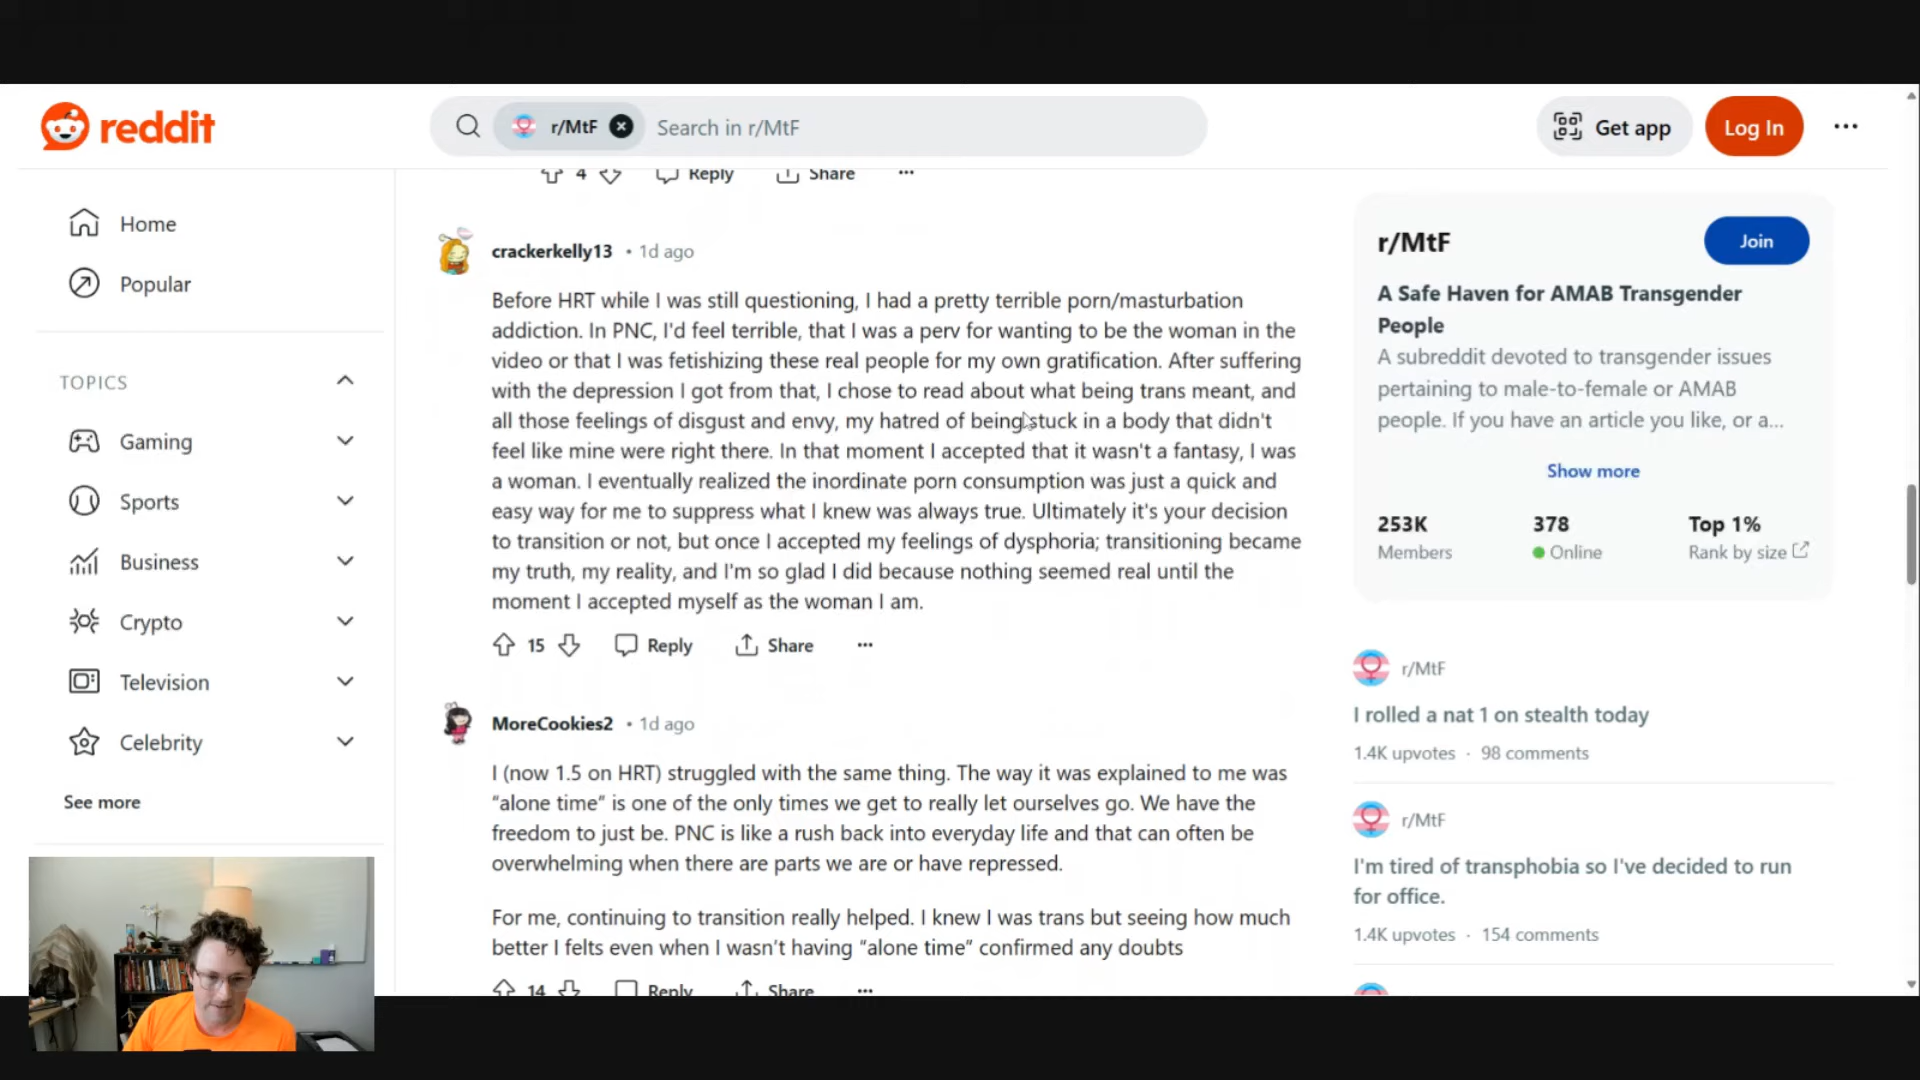 reddit
r/MtF
Search in r/MtF
Get app
Log In
Home
Popular
TOPICS
Gaming
Sports
Business
Crypto
Television
Celebrity
See more
4
Reply
Share
crackerkelly13 • 1d ago
Before HRT while I was still questioning, I had a pretty terrible porn/masturbation
addiction. In PNC, I'd feel terrible, that I was a perv for wanting to be the woman in the
video or that I was fetishizing these real people for my own gratification. After suffering
with the depression I got from that, I chose to read about what being trans meant, and
all those feelings of disgust and envy, my hatred of being stuck in a body that didn't
feel like mine were right there. In that moment I accepted that it wasn't a fantasy, I was
a woman. I eventually realized the inordinate porn consumption was just a quick and
easy way for me to suppress what I knew was always true. Ultimately it's your decision
to transition or not, but once I accepted my feelings of dysphoria; transitioning became
my truth, my reality, and I'm so glad I did because nothing seemed real until the
moment I accepted myself as the woman I am.
15
Reply
Share
MoreCookies2 • 1d ago
I (now 1.5 on HRT) struggled with the same thing. The way it was explained to me was
“alone time” is one of the only times we get to really let ourselves go. We have the
freedom to just be. PNC is like a rush back into everyday life and that can often be
overwhelming when there are parts we are or have repressed.
For me, continuing to transition really helped. I knew I was trans but seeing how much
better I felts even when I wasn’t having “alone time” confirmed any doubts
14
Reply
Share
r/MtF
Join
A Safe Haven for AMAB Transgender
People
A subreddit devoted to transgender issues
pertaining to male-to-female or AMAB
people. If you have an article you like, or a...
Show more
253K
378
Top 1%
Members
Online
Rank by size
r/MtF
I rolled a nat 1 on stealth today
1.4K upvotes · 98 comments
r/MtF
I'm tired of transphobia so I've decided to run
for office.
1.4K upvotes · 154 comments